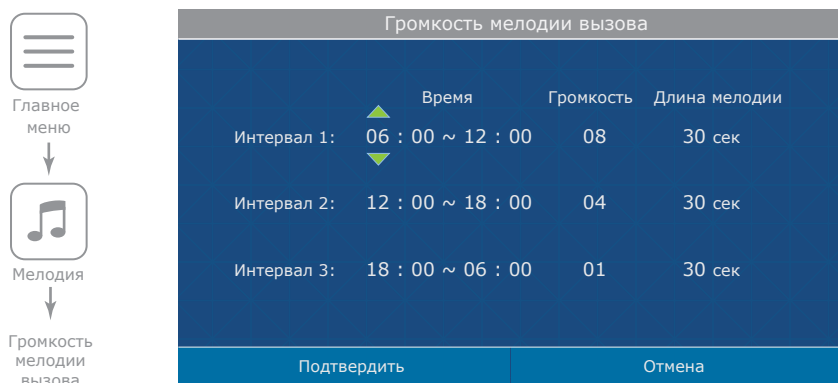 Главное
меню
Мелодия
Громкость
мелодии
вызова
Громкость мелодии вызова
Время Громкость Длина мелодии
Интервал 1: 06 : 00 ~ 12 : 00 08 30 сек
Интервал 2: 12 : 00 ~ 18 : 00 04 30 сек
Интервал 3: 18 : 00 ~ 06 : 00 01 30 сек
Подтвердить Отмена